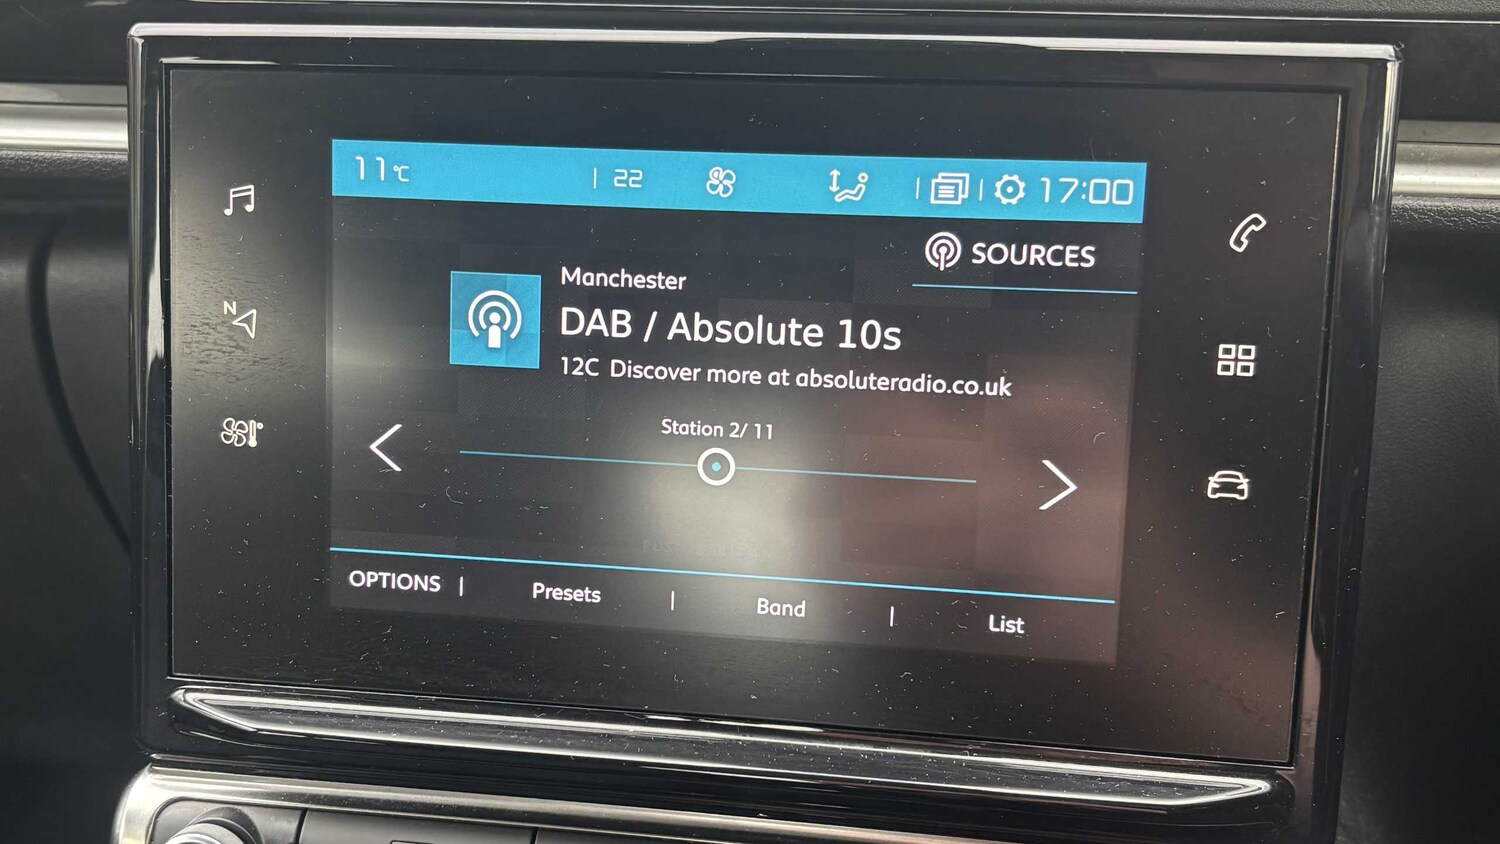 11°C | 22 | | 17:00
SOURCES
Manchester
DAB / Absolute 10s
12C Discover more at absoluteradio.co.uk
Station 2/ 11
N
OPTIONS | Presets | Band | List